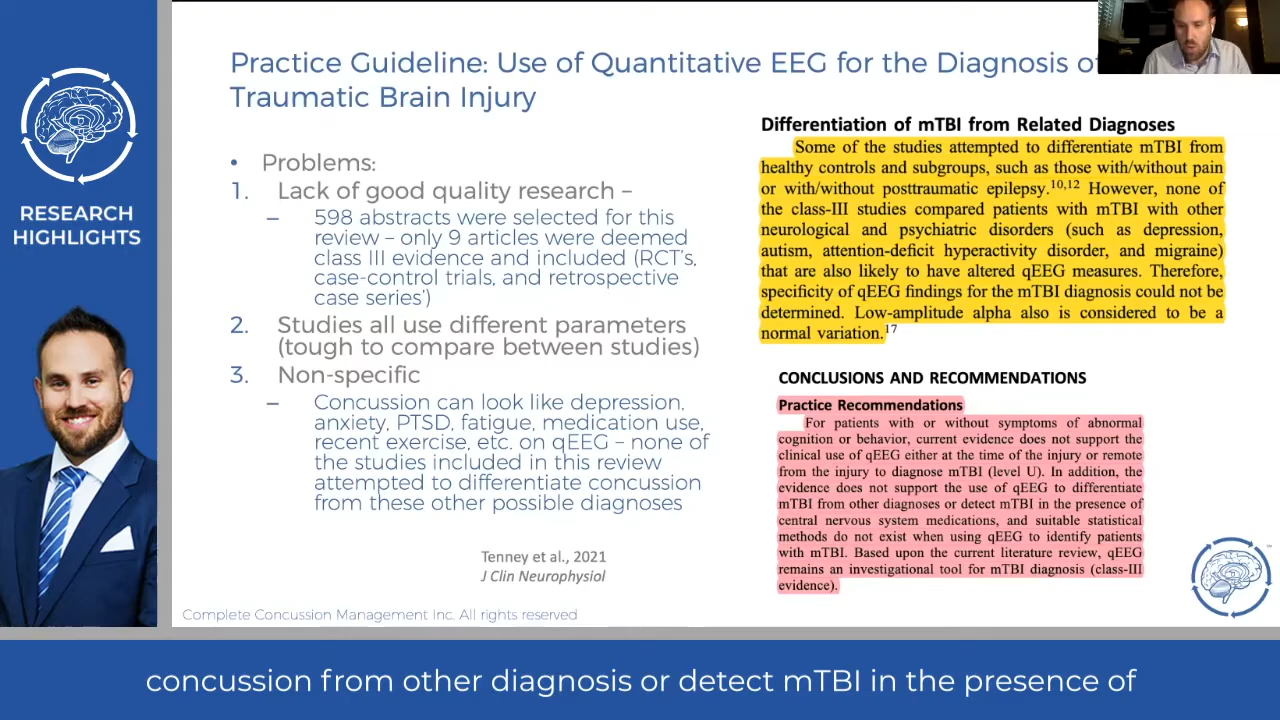 Practice Guideline: Use of Quantitative EEG for the Diagnosis of
Traumatic Brain Injury
RESEARCH
HIGHLIGHTS
• Problems:
1. Lack of good quality research –
– 598 abstracts were selected for this
review – only 9 articles were deemed
class III evidence and included (RCT's,
case-control trials, and retrospective
case series')
2. Studies all use different parameters
(tough to compare between studies)
3. Non-specific
– Concussion can look like depression,
anxiety, PTSD, fatigue, medication use,
recent exercise, etc. on qEEG – none of
the studies included in this review
attempted to differentiate concussion
from these other possible diagnoses
Tenney et al., 2021
J Clin Neurophysiol
Differentiation of mTBI from Related Diagnoses
Some of the studies attempted to differentiate mTBI from
healthy controls and subgroups, such as those with/without pain
or with/without posttraumatic epilepsy.10,12 However, none of
the class-III studies compared patients with mTBI with other
neurological and psychiatric disorders (such as depression,
autism, attention-deficit hyperactivity disorder, and migraine)
that are also likely to have altered qEEG measures. Therefore,
specificity of qEEG findings for the mTBI diagnosis could not be
determined. Low-amplitude alpha also is considered to be a
normal variation.17
CONCLUSIONS AND RECOMMENDATIONS
Practice Recommendations
For patients with or without symptoms of abnormal
cognition or behavior, current evidence does not support the
clinical use of qEEG either at the time of the injury or remote
from the injury to diagnose mTBI (level U). In addition, the
evidence does not support the use of qEEG to differentiate
mTBI from other diagnoses or detect mTBI in the presence of
central nervous system medications, and suitable statistical
methods do not exist when using qEEG to identify patients
with mTBI. Based upon the current literature review, qEEG
remains an investigational tool for mTBI diagnosis (class-III
evidence).
Complete Concussion Management Inc. All rights reserved
concussion from other diagnosis or detect mTBI in the presence of